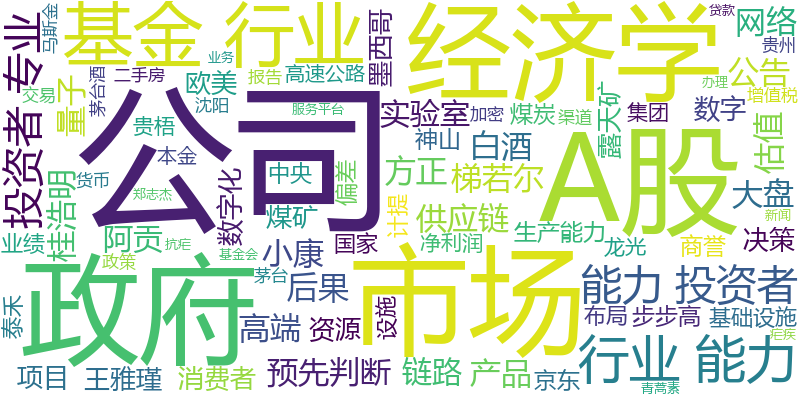 马斯金
专业
投资者
基金 行业
经济学
贷款
网络
贵州
业务
墨西哥
交易
茅台酒
二手房
欧美
报告
高速公路
公告
办理
增值税
量子
沈阳
服务平台
实验室
加密
煤炭
渠道
露天矿
集团
数字
估值
贵梧
公司
神山
白酒
A股
本金
桂浩明
货币
数字化
中央
偏差
方正
梯若尔
大盘
郑志杰
煤矿
计提
供应链
业绩
阿贡
抗疟
小康
国家
净利润
生产能力
龙光
商誉
决策
新闻
政策
基金会
政府
茅台
后果
市场
能力 投资者
泰禾
高端
资源
设施
布局
步步高
基础设施
行业 能力
疟疾
项目
王雅瑾
消费者
预先判断
链路
产品
京东
青蒿素